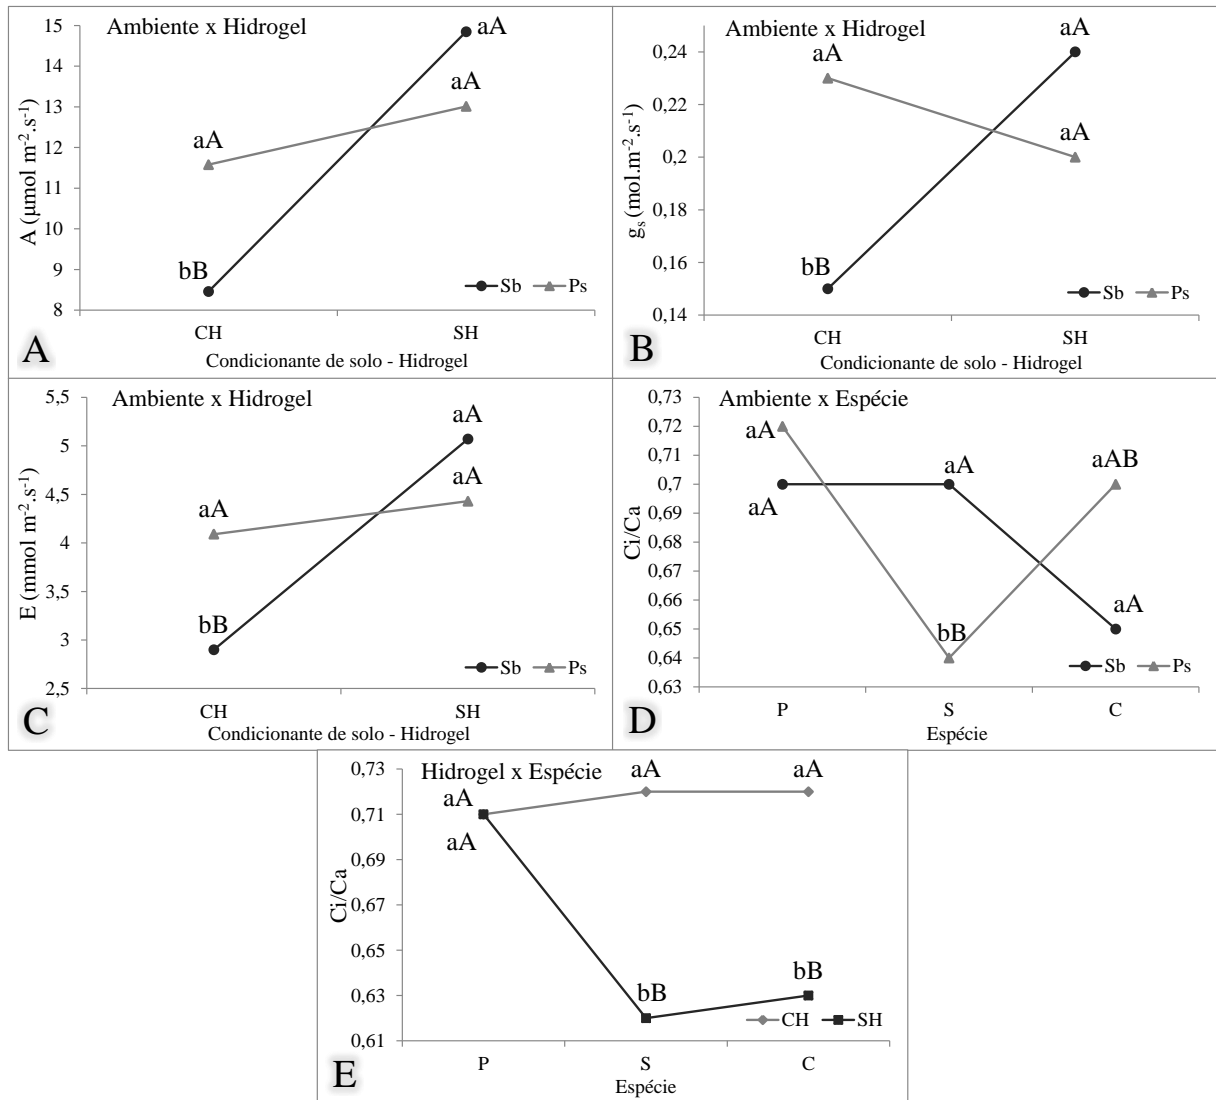 Ambiente x Hidrogel
15
14
13
12
11
10
9
8
A (µmol m⁻².s⁻¹)
aA
aA
aA
bB
Sb Ps
CH SH
Condicionante de solo - Hidrogel
A
Ambiente x Hidrogel
0,24
0,22
0,2
0,18
0,16
0,14
gₛ (mol.m⁻².s⁻¹)
aA
aA
aA
bB
Sb Ps
CH SH
Condicionante de solo - Hidrogel
B
Ambiente x Hidrogel
5,5
5
4,5
4
3,5
3
2,5
E (mmol m⁻².s⁻¹)
aA
aA
aA
bB
Sb Ps
CH SH
Condicionante de solo - Hidrogel
C
Ambiente x Espécie
0,73
0,72
0,71
0,7
0,69
0,68
0,67
0,66
0,65
0,64
0,63
Ci/Ca
aA
aA
aA
aAB
bB
aA
Sb Ps
P S C
Espécie
D
Hidrogel x Espécie
0,73
0,71
0,69
0,67
0,65
0,63
0,61
Ci/Ca
aA
aA
aA
aA
bB
bB
CH SH
P S C
Espécie
E